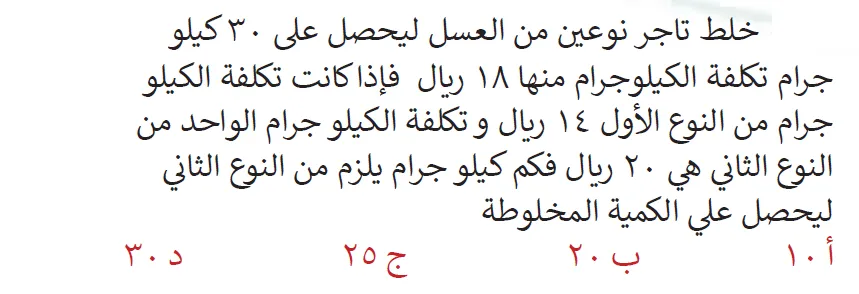 خلط تاجر نوعين من العسل ليحصل على ٣٠ كيلو
جرام تكلفة الكيلوجرام منها ١٨ ريال فإذا كانت تكلفة الكيلو
جرام من النوع الأول ١٤ ريال و تكلفة الكيلو جرام الواحد من
النوع الثاني هي ٢٠ ريال فكم كيلو جرام يلزم من النوع الثاني
ليحصل علي الكمية المخلوطة
أ ١٠ ب ٢٠ ج ٢٥ د ٣٠